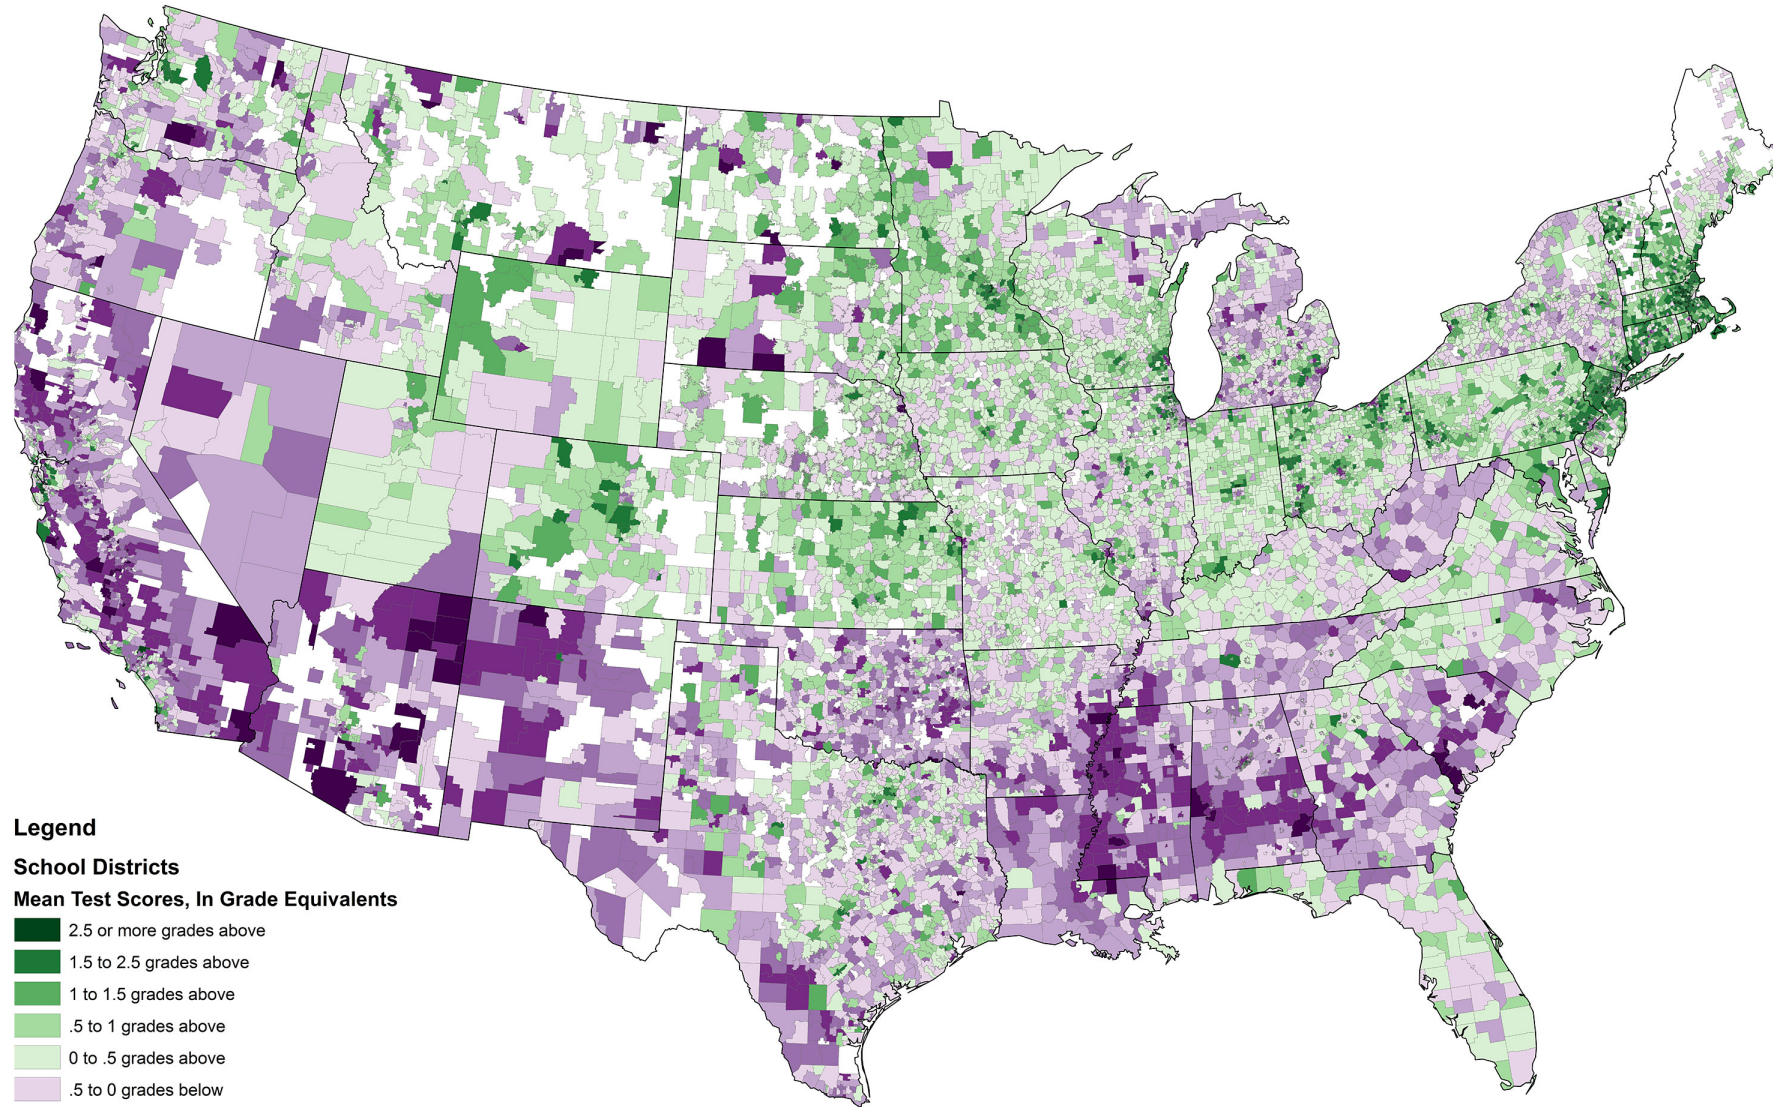 Legend
School Districts
Mean Test Scores, In Grade Equivalents
2.5 or more grades above
1.5 to 2.5 grades above
1 to 1.5 grades above
.5 to 1 grades above
0 to .5 grades above
.5 to 0 grades below